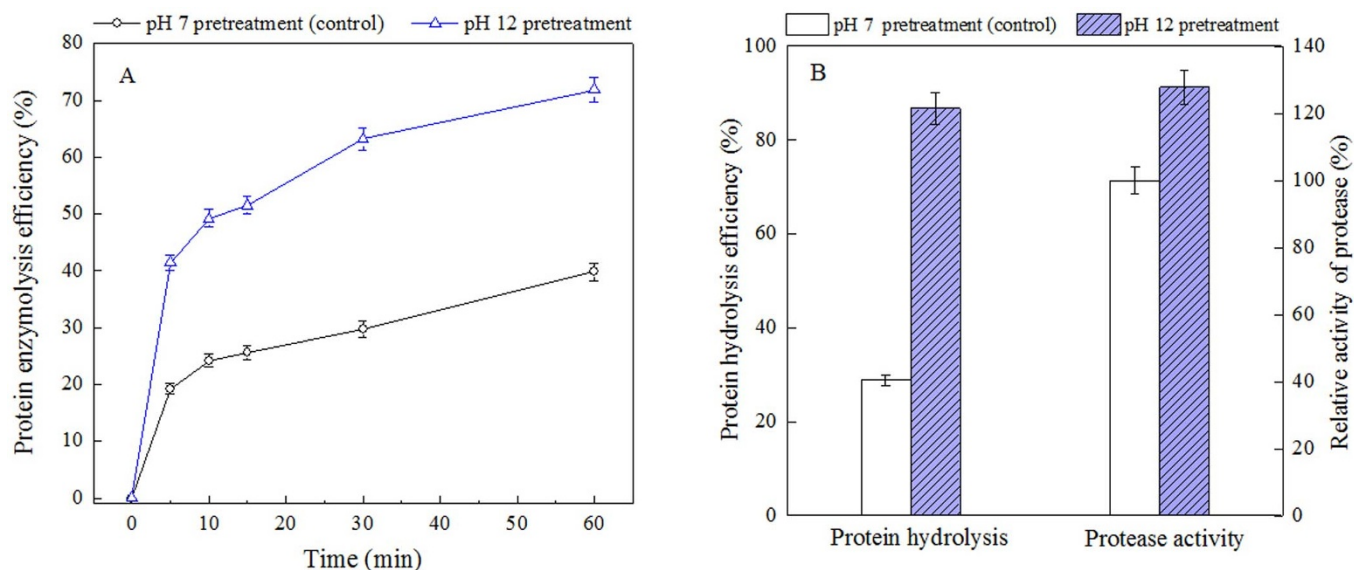 pH 7 pretreatment (control) pH 12 pretreatment
A
Protein enzymolysis efficiency (%)
80
70
60
50
40
30
20
10
0
0 10 20 30 40 50 60
Time (min)
pH 7 pretreatment (control) pH 12 pretreatment
B
Protein hydrolysis efficiency (%)
100
80
60
40
20
0
Relative activity of protease (%)
140
120
100
80
60
40
20
0
Protein hydrolysis Protease activity